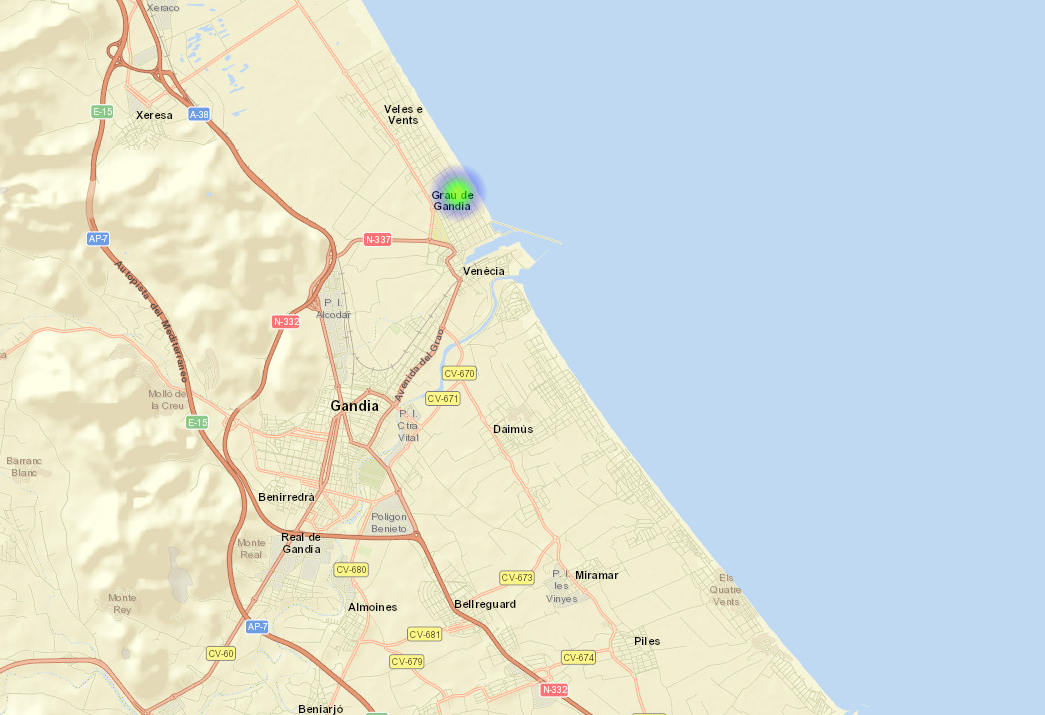 Xeraco
Veles e
Vents
E-15
Xeresa
A-38
Grau de
Gandia
AP-7
N-337
Venècia
Autopista del Mediterráneo
P. I.
Alcodar
N-332
Avenida del Grau
CV-670
Molló de
la Creu
CV-671
Gandia
E-15
P. I.
Ctra
Vital
Daimús
Barranc
Blanc
Benirredrà
Polígon
Benieto
Real de
Gandia
Monte
Real
CV-680
CV-673
P. I.
les
Vinyes
Miramar
Els
Quatre
Vents
Monte
Rey
Almoines
Bellreguard
AP-7
CV-681
Piles
CV-60
CV-679
CV-674
N-332
Beniarjó